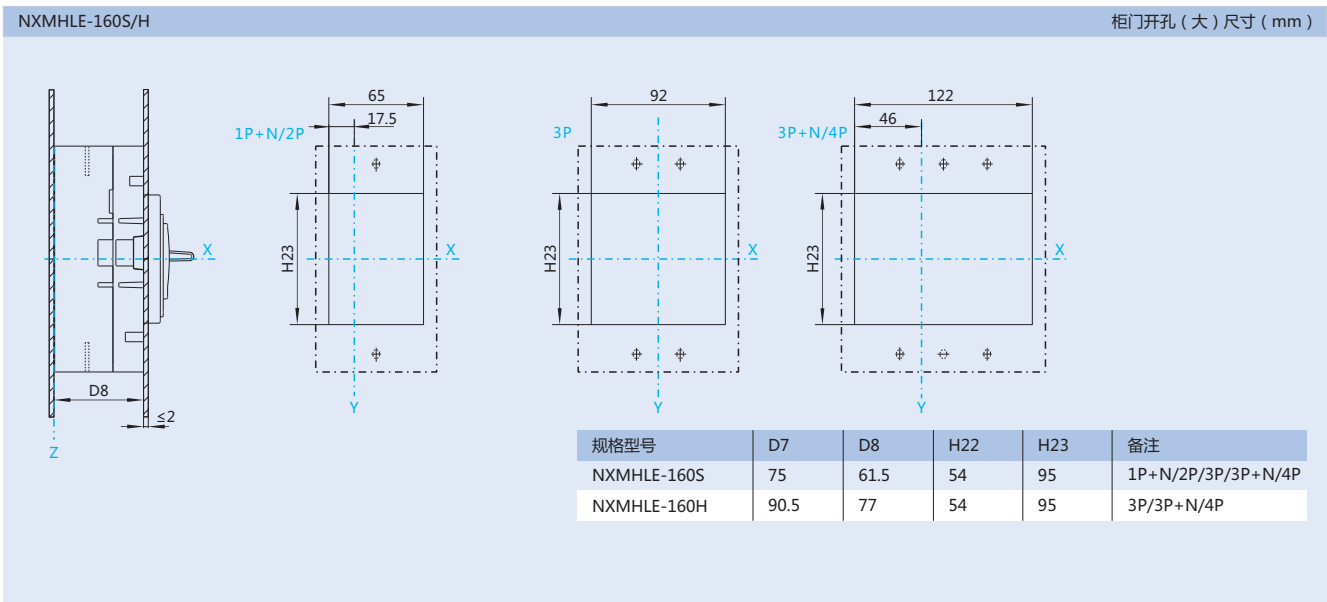 NXMHLE-160S/H 柜门开孔（大）尺寸（mm）
65 92 122
17.5 46
1P+N/2P 3P 3P+N/4P
X X X X
H23 H23 H23
D8
≤2
Y Y Y
Z
规格型号 D7 D8 H22 H23 备注
NXMHLE-160S 75 61.5 54 95 1P+N/2P/3P/3P+N/4P
NXMHLE-160H 90.5 77 54 95 3P/3P+N/4P